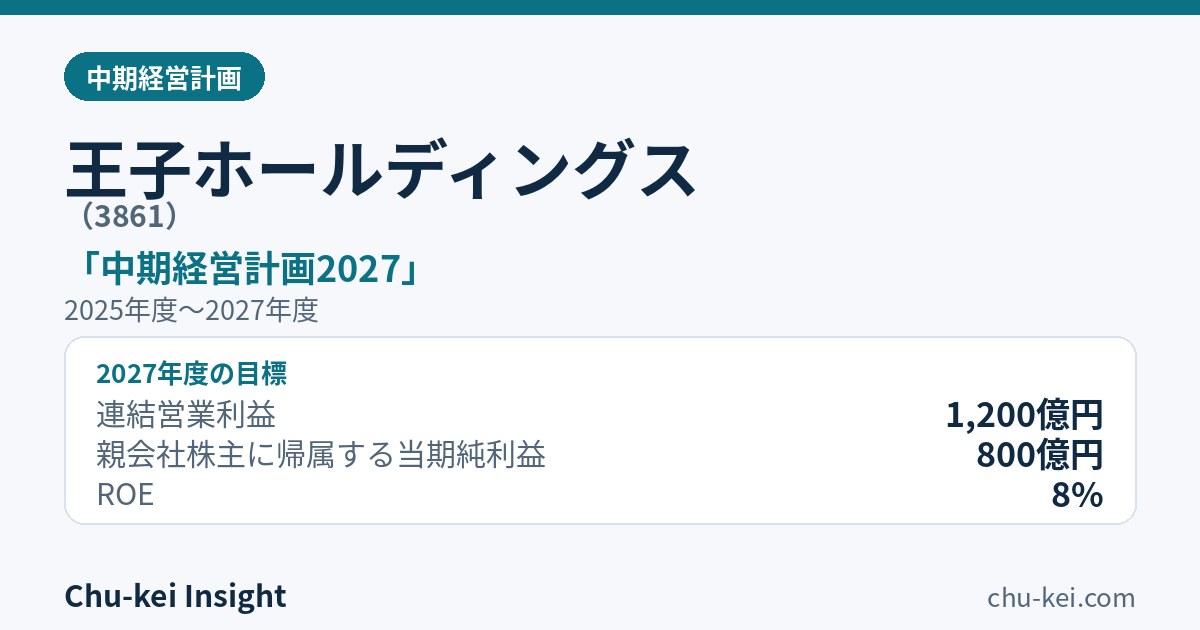 中期経営計画
王子ホールディングス
（3861）
「中期経営計画2027」
2025年度～2027年度
2027年度の目標
連結営業利益 1,200億円
親会社株主に帰属する当期純利益 800億円
ROE 8%
Chu-kei Insight chu-kei.com